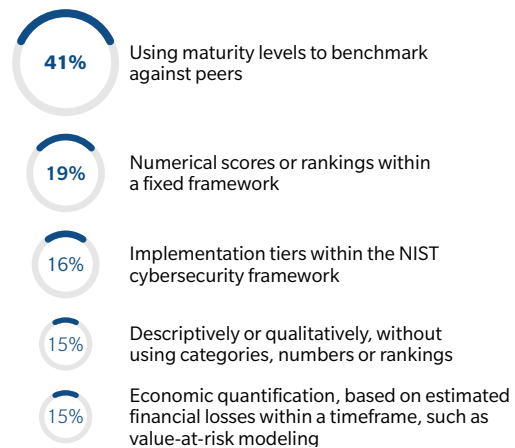 41%
Using maturity levels to benchmark
against peers
19%
Numerical scores or rankings within
a fixed framework
16%
Implementation tiers within the NIST
cybersecurity framework
15%
Descriptively or qualitatively, without
using categories, numbers or rankings
15%
Economic quantification, based on estimated
financial losses within a timeframe, such as
value-at-risk modeling